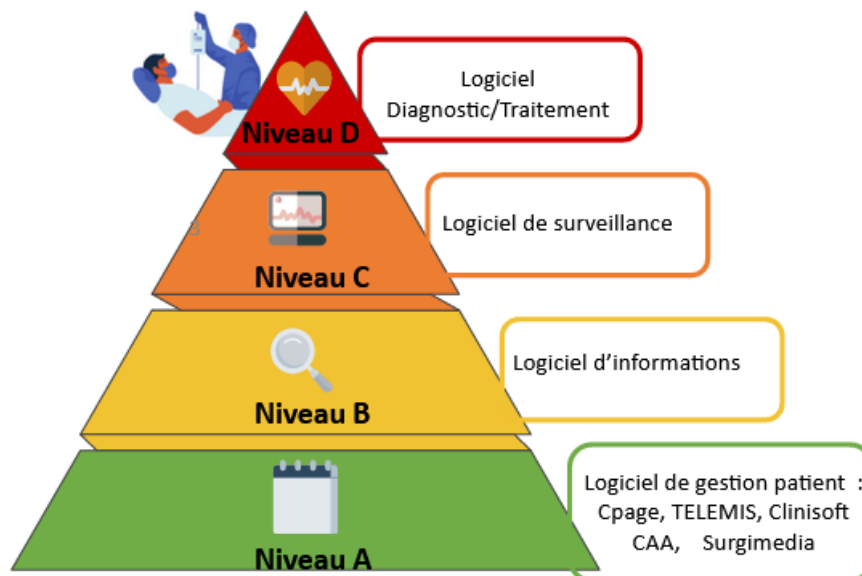 Logiciel
Diagnostic/Traitement
Niveau D
Logiciel de surveillance
3
Niveau C
Logiciel d'informations
Niveau B
Logiciel de gestion patient :
Cpage, TELEMIS, Clinisoft
CAA, Surgimedia
Niveau A